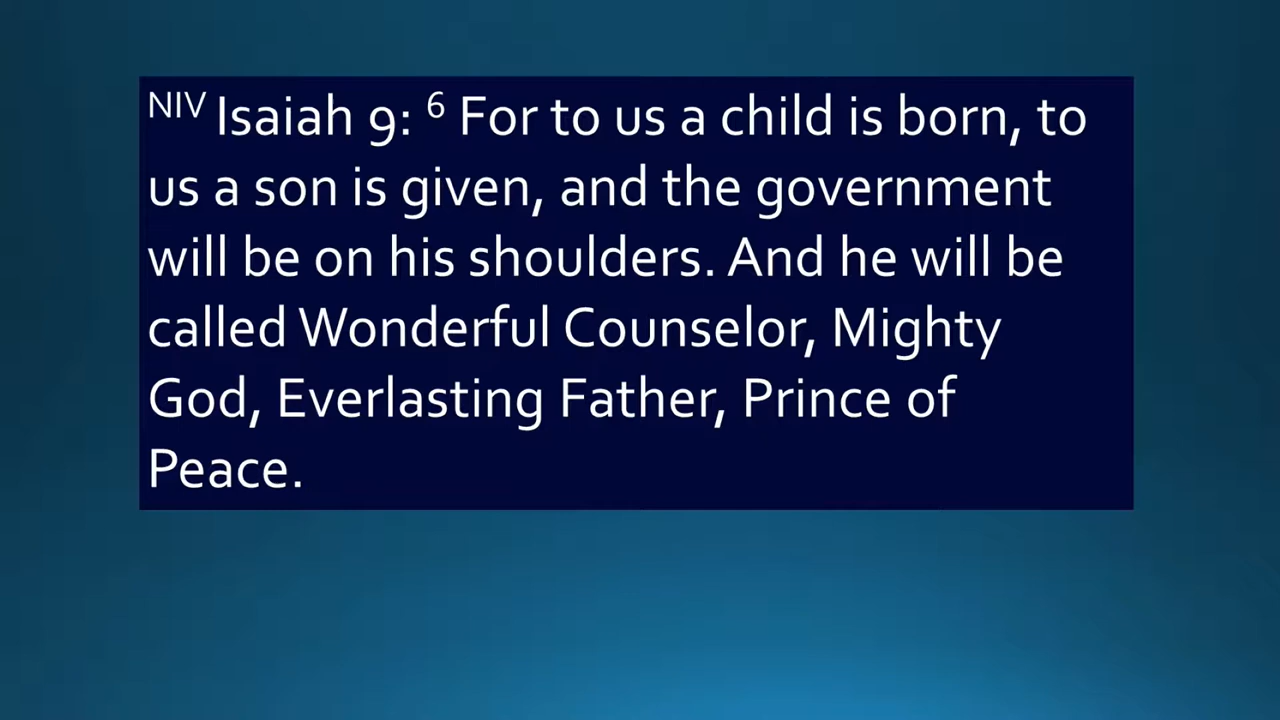 NIV Isaiah 9: 6 For to us a child is born, to
us a son is given, and the government
will be on his shoulders. And he will be
called Wonderful Counselor, Mighty
God, Everlasting Father, Prince of
Peace.